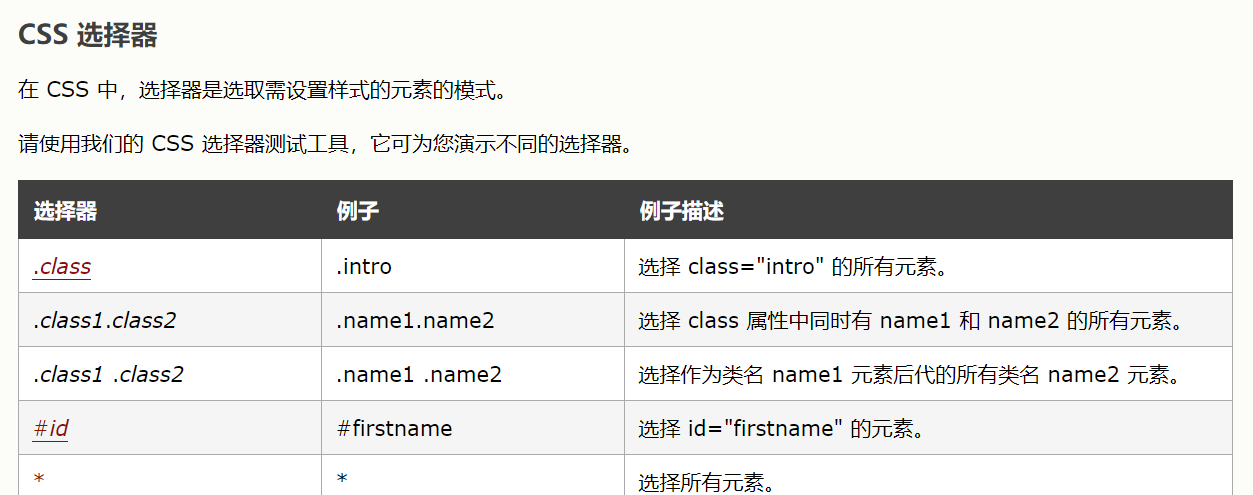 CSS 选择器
在 CSS 中，选择器是选取需设置样式的元素的模式。
请使用我们的 CSS 选择器测试工具，它可为您演示不同的选择器。
选择器 例子 例子描述
.class .intro 选择 class="intro" 的所有元素。
.class1.class2 .name1.name2 选择 class 属性中同时有 name1 和 name2 的所有元素。
.class1 .class2 .name1 .name2 选择作为类名 name1 元素后代的所有类名 name2 元素。
#id #firstname 选择 id="firstname" 的元素。
* * 选择所有元素。